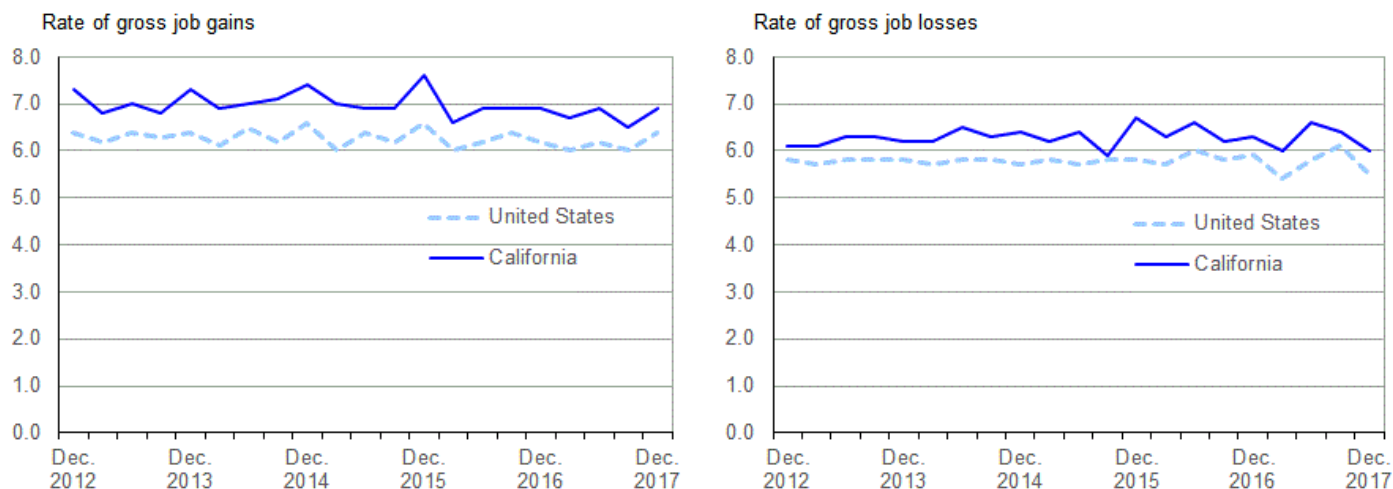 Rate of gross job gains
8.0
7.0
6.0
5.0
4.0
3.0
2.0
1.0
0.0
United States
California
Dec. Dec. Dec. Dec. Dec. Dec.
2012 2013 2014 2015 2016 2017
Rate of gross job losses
8.0
7.0
6.0
5.0
4.0
3.0
2.0
1.0
0.0
United States
California
Dec. Dec. Dec. Dec. Dec. Dec.
2012 2013 2014 2015 2016 2017